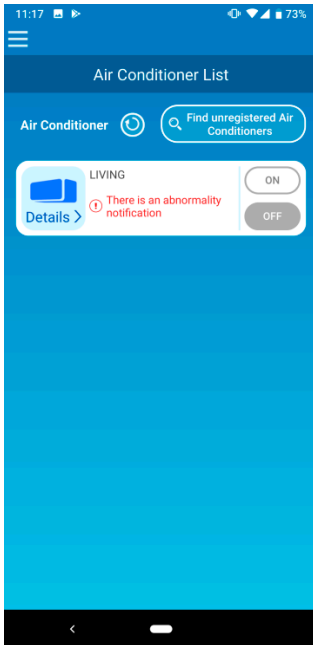 11:17
73%
Air Conditioner List
Air Conditioner
Find unregistered Air
Conditioners
LIVING
There is an abnormality
notification
Details >
ON
OFF